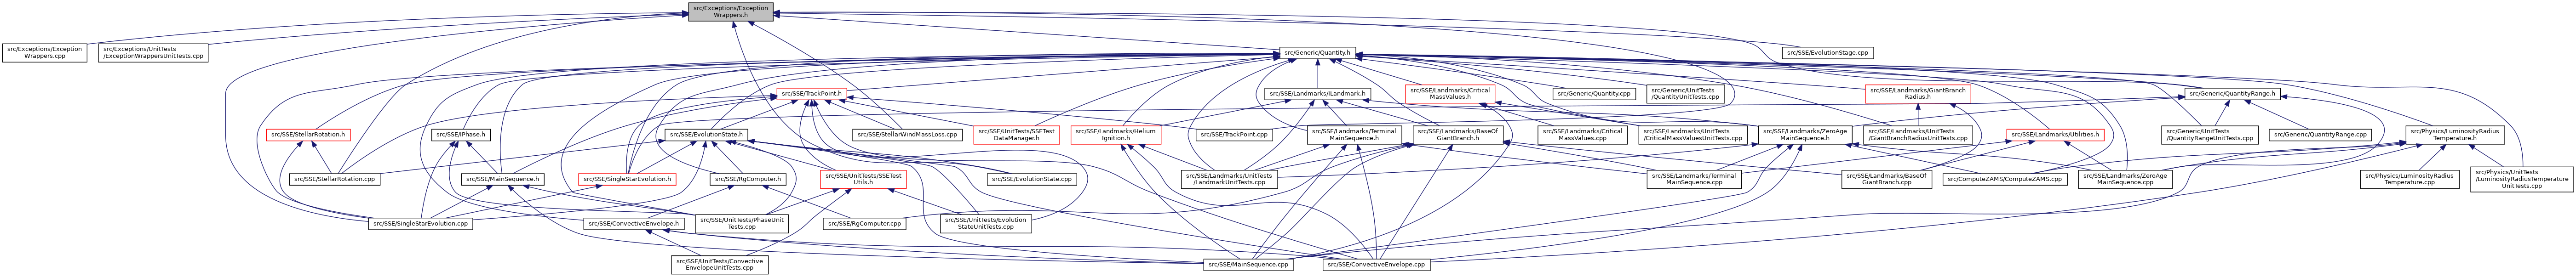 src/Exceptions/Exception
Wrappers.h
src/Exceptions/Exception
Wrappers.cpp
src/Exceptions/UnitTests
/ExceptionWrappersUnitTests.cpp
src/Generic/Quantity.h
src/SSE/EvolutionStage.cpp
src/SSE/TrackPoint.h
src/SSE/Landmarks/Landmark.h
src/SSE/Landmarks/Critical
MassValues.h
src/Generic/Quantity.cpp
src/Generic/UnitTests
/QuantityUnitTests.cpp
src/SSE/Landmarks/GiantBranch
Radius.h
src/Generic/QuantityRange.h
src/SSE/StellarRotation.h
src/SSE/Phase.h
src/SSE/EvolutionState.h
src/SSE/StellarWindMassLoss.cpp
src/SSE/UnitTests/SSETest
DataManager.h
src/SSE/Landmarks/Helium
Ignition.h
src/SSE/TrackPoint.cpp
src/SSE/Landmarks/Terminal
MainSequence.h
src/SSE/Landmarks/BaseOf
GiantBranch.h
src/SSE/Landmarks/Critical
MassValues.cpp
src/SSE/Landmarks/UnitTests
/CriticalMassValuesUnitTests.cpp
src/SSE/Landmarks/ZeroAge
MainSequence.h
src/SSE/Landmarks/UnitTests
/GiantBranchRadiusUnitTests.cpp
src/SSE/Landmarks/Utilities.h
src/Generic/UnitTests
/QuantityRangeUnitTests.cpp
src/Generic/QuantityRange.cpp
src/Physics/LuminosityRadius
Temperature.h
src/SSE/StellarRotation.cpp
src/SSE/MainSequence.h
src/SSE/SingleStarEvolution.h
src/SSE/RgComputer.h
src/SSE/UnitTests/SSETest
Utils.h
src/SSE/EvolutionState.cpp
src/SSE/Landmarks/UnitTests
/LandmarkUnitTests.cpp
src/SSE/Landmarks/Terminal
MainSequence.cpp
src/SSE/Landmarks/BaseOf
GiantBranch.cpp
src/ComputeZAMS/ComputeZAMS.cpp
src/SSE/Landmarks/ZeroAge
MainSequence.cpp
src/Physics/LuminosityRadius
Temperature.cpp
src/Physics/UnitTests
/LuminosityRadiusTemperature
UnitTests.cpp
src/SSE/SingleStarEvolution.cpp
src/SSE/ConvectiveEnvelope.h
src/SSE/UnitTests/PhaseUnit
Tests.cpp
src/SSE/RgComputer.cpp
src/SSE/UnitTests/Evolution
StateUnitTests.cpp
src/SSE/UnitTests/Convective
EnvelopeUnitTests.cpp
src/SSE/MainSequence.cpp
src/SSE/ConvectiveEnvelope.cpp